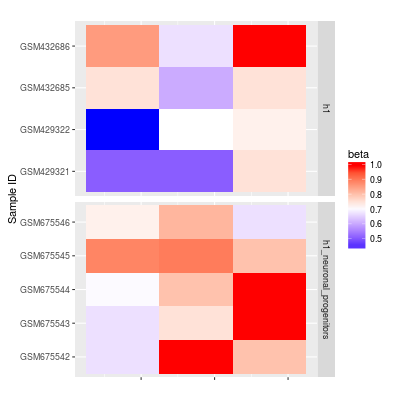 Sample ID
GSM432686
GSM432685
GSM429322
GSM429321
h1
GSM675546
GSM675545
GSM675544
GSM675543
GSM675542
h1_neuronal_progenitors
beta
1.0
0.9
0.8
0.7
0.6
0.5